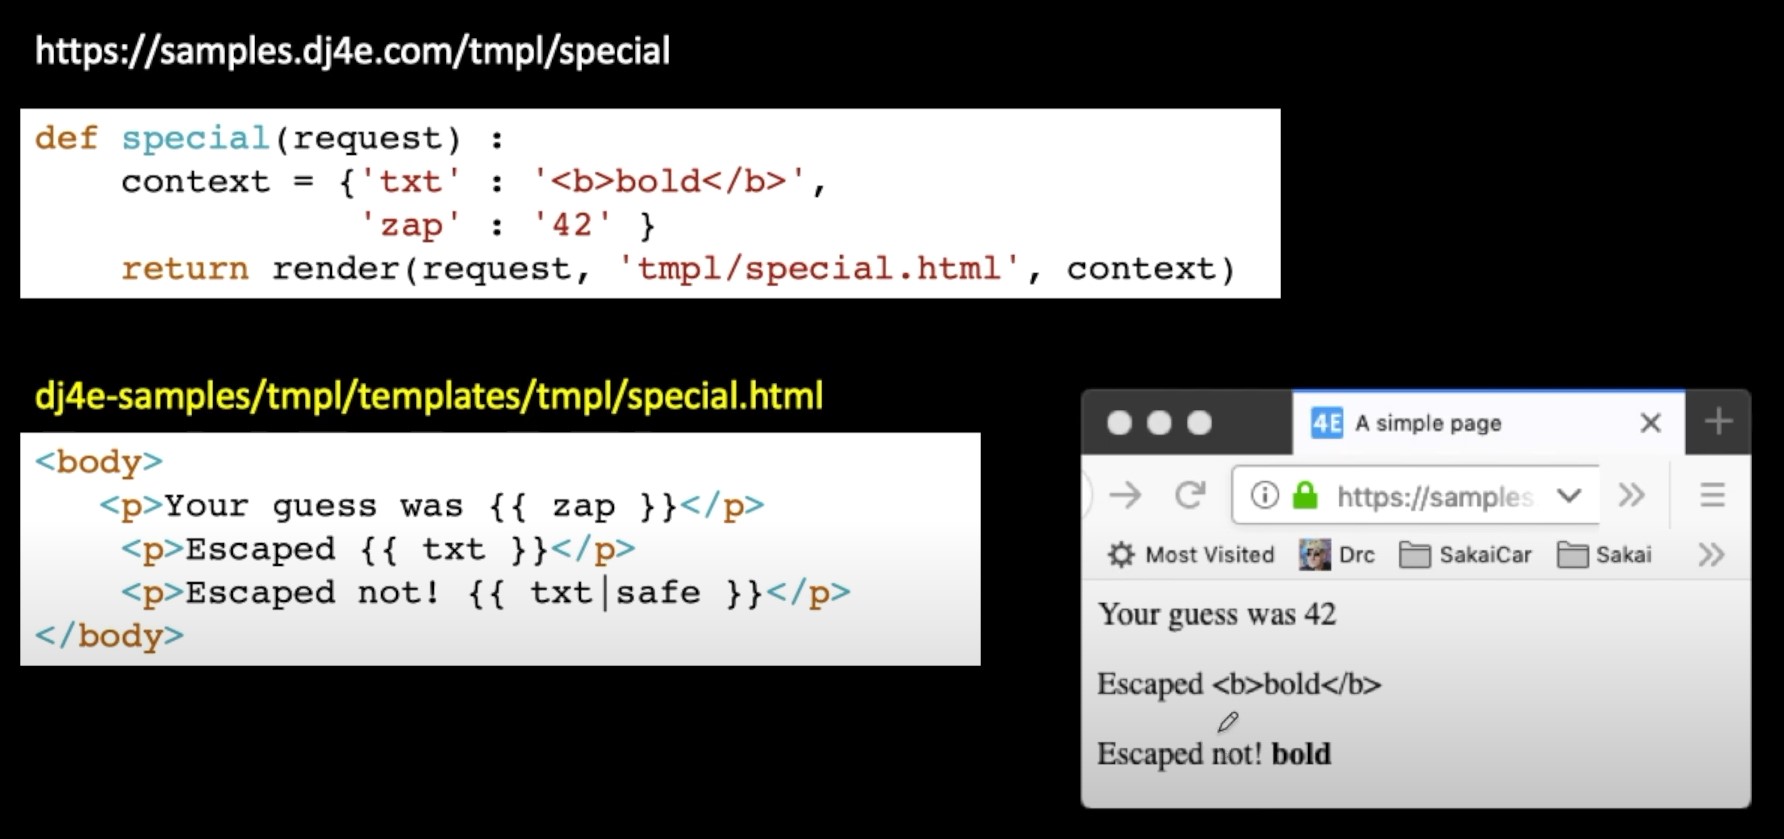 https://samples.dj4e.com/tmpl/special
def special(request) :
context = {'txt' : '<b>bold</b>',
'zap' : '42' }
return render(request, 'tmpl/special.html', context)
dj4e-samples/tmpl/templates/tmpl/special.html
<body>
<p>Your guess was {{ zap }}</p>
<p>Escaped {{ txt }}</p>
<p>Escaped not! {{ txt|safe }}</p>
</body>
4E A simple page
https://samples
Most Visited Drc SakaiCar Sakai
Your guess was 42
Escaped <b>bold</b>
Escaped not! bold